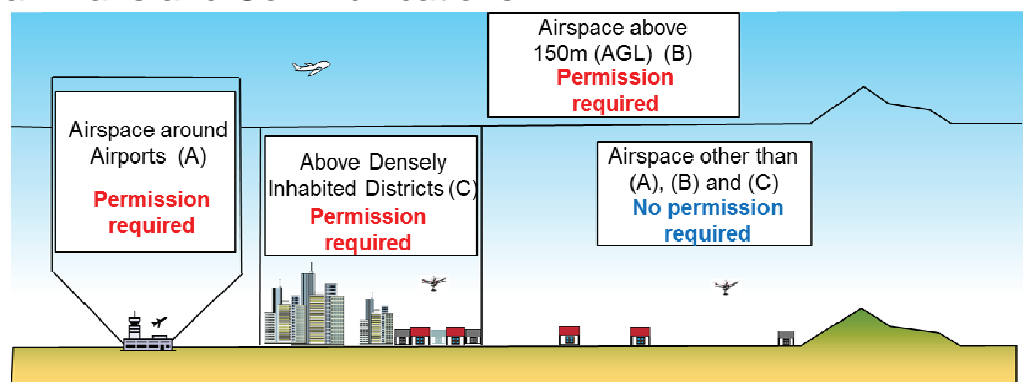 Airspace above
150m (AGL) (B)
Permission
required
Airspace around
Airports (A)
Permission
required
Above Densely
Inhabited Districts (C)
Permission
required
Airspace other than
(A), (B) and (C)
No permission
required